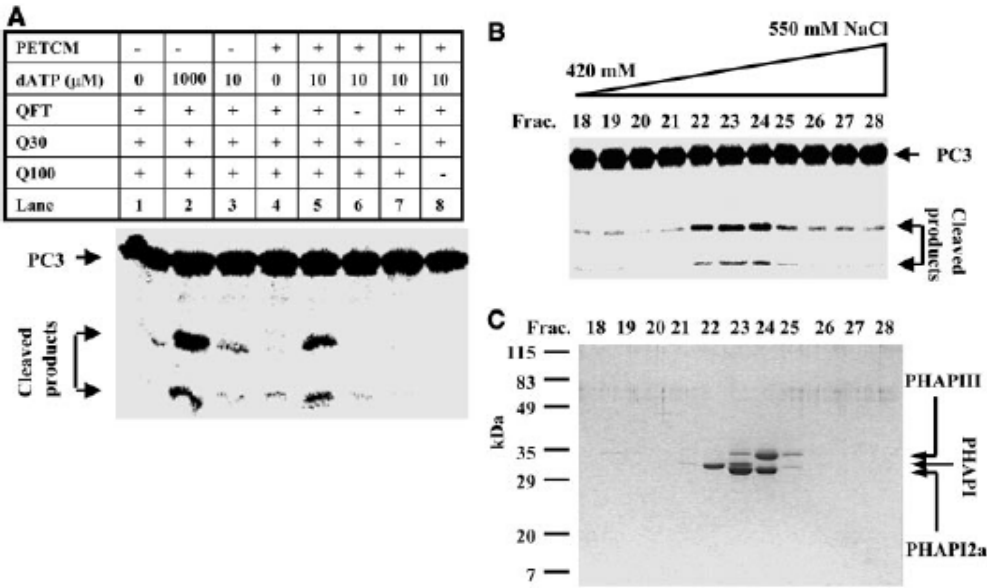 A
PETCM - - - + + + + +
dATP (µM) 0 1000 10 0 10 10 10 10
QFT + + + + + - + +
Q30 + + + + + + - +
Q100 + + + + + + + -
Lane 1 2 3 4 5 6 7 8
PC3
Cleaved
products
B
550 mM NaCl
420 mM
Frac. 18 19 20 21 22 23 24 25 26 27 28
PC3
Cleaved
products
C
Frac. 18 19 20 21 22 23 24 25 26 27 28
115
83
49
35
29
20
7
kDa
PHAPIII
PHAPI
PHAPI2a